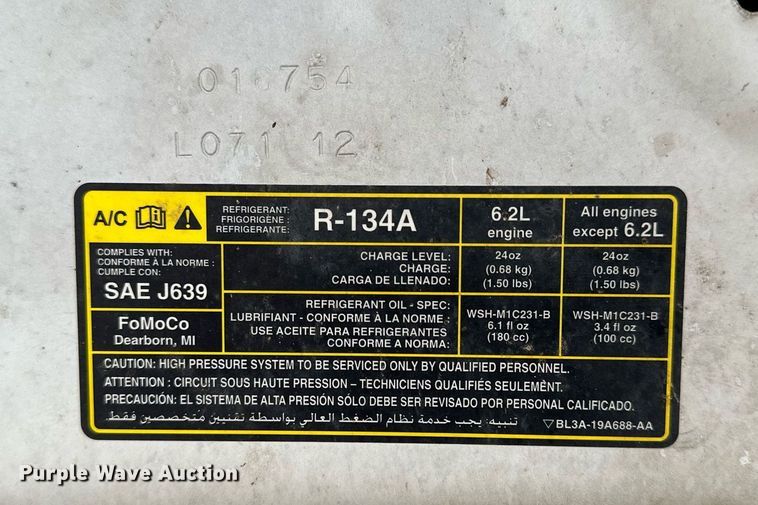 016754
L071 12
A/C
REFRIGERANT:
FRIGORIGÈNE :
REFRIGERANTE:
R-134A
6.2L
engine
All engines
except 6.2L
COMPLIES WITH:
CONFORME À LA NORME :
CUMPLE CON:
SAE J639
CHARGE LEVEL:
CHARGE:
CARGA DE LLENADO:
24oz
(0.68 kg)
(1.50 lbs)
24oz
(0.68 kg)
(1.50 lbs)
FoMoCo
Dearborn, MI
REFRIGERANT OIL - SPEC:
LUBRIFIANT - CONFORME À LA NORME :
USE ACEITE PARA REFRIGERANTES
CONFORME A NORMA:
WSH-M1C231-B
6.1 fl oz
(180 cc)
WSH-M1C231-B
3.4 fl oz
(100 cc)
CAUTION: HIGH PRESSURE SYSTEM TO BE SERVICED ONLY BY QUALIFIED PERSONNEL.
ATTENTION : CIRCUIT SOUS HAUTE PRESSION – TECHNICIENS QUALIFIÉS SEULEMENT.
PRECAUCIÓN: EL SISTEMA DE ALTA PRESIÓN SÓLO DEBE SER REVISADO POR PERSONAL CALIFICADO.
تنبيه: يجب خدمة نظام الضغط العالي بواسطة تقنيين متخصصين فقط
BL3A-19A688-AA
Purple Wave Auction